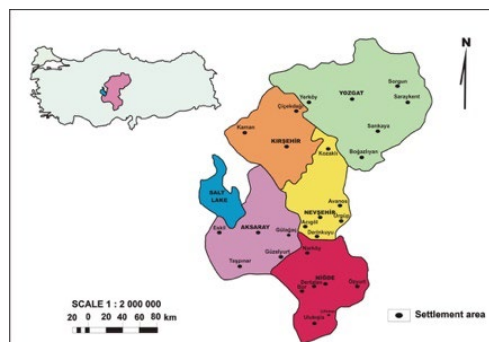 N
Sorgun
YOZGAT
Yerköy
Saraykent
Çiçekdağı
Kaman
Sarıkaya
KIRŞEHİR
Kozaklı
Boğazlıyan
SALT
LAKE
Avanos
NEVŞEHİR
Ürgüp
Acıgöl
Eskil
AKSARAY
Gülağaç
Derinkuyu
Güzelyurt
Taşpınar
NİĞDE
Bor
Ulukışla
SCALE 1 : 2 000 000
20 0 20 40 60 80 km
Settlement area